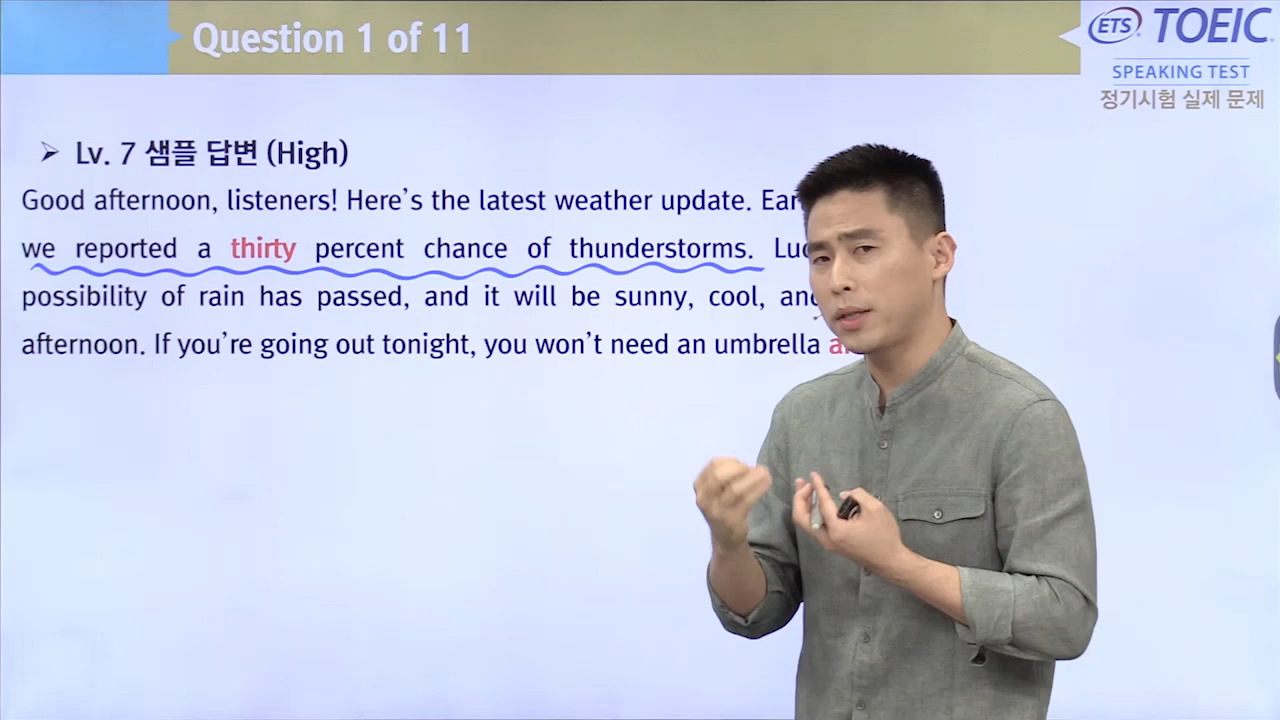 Question 1 of 11
ETS® TOEIC®
SPEAKING TEST
정기시험 실제 문제
➢ Lv. 7 샘플 답변 (High)
Good afternoon, listeners! Here's the latest weather update.
we reported a thirty percent chance of thunderstorms.
possibility of rain has passed, and it will be sunny, cool,
afternoon. If you're going out tonight, you won't need an umbrella